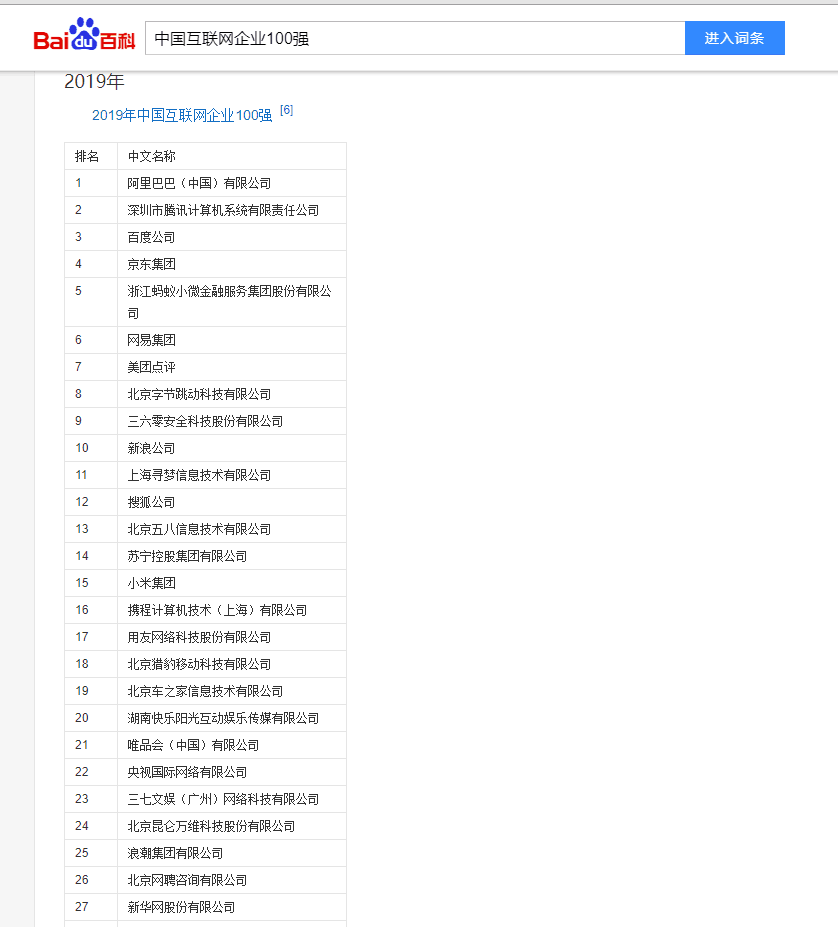 Bai du 百科
中国互联网企业100强
进入词条
2019年
2019年中国互联网企业100强 [6]
排名 中文名称
1 阿里巴巴（中国）有限公司
2 深圳市腾讯计算机系统有限责任公司
3 百度公司
4 京东集团
5 浙江蚂蚁小微金融服务集团股份有限公
司
6 网易集团
7 美团点评
8 北京字节跳动科技有限公司
9 三六零安全科技股份有限公司
10 新浪公司
11 上海寻梦信息技术有限公司
12 搜狐公司
13 北京五八信息技术有限公司
14 苏宁控股集团有限公司
15 小米集团
16 携程计算机技术（上海）有限公司
17 用友网络科技股份有限公司
18 北京猎豹移动科技有限公司
19 北京车之家信息技术有限公司
20 湖南快乐阳光互动娱乐传媒有限公司
21 唯品会（中国）有限公司
22 央视国际网络有限公司
23 三七文娱（广州）网络科技有限公司
24 北京昆仑万维科技股份有限公司
25 浪潮集团有限公司
26 北京网聘咨询有限公司
27 新华网股份有限公司